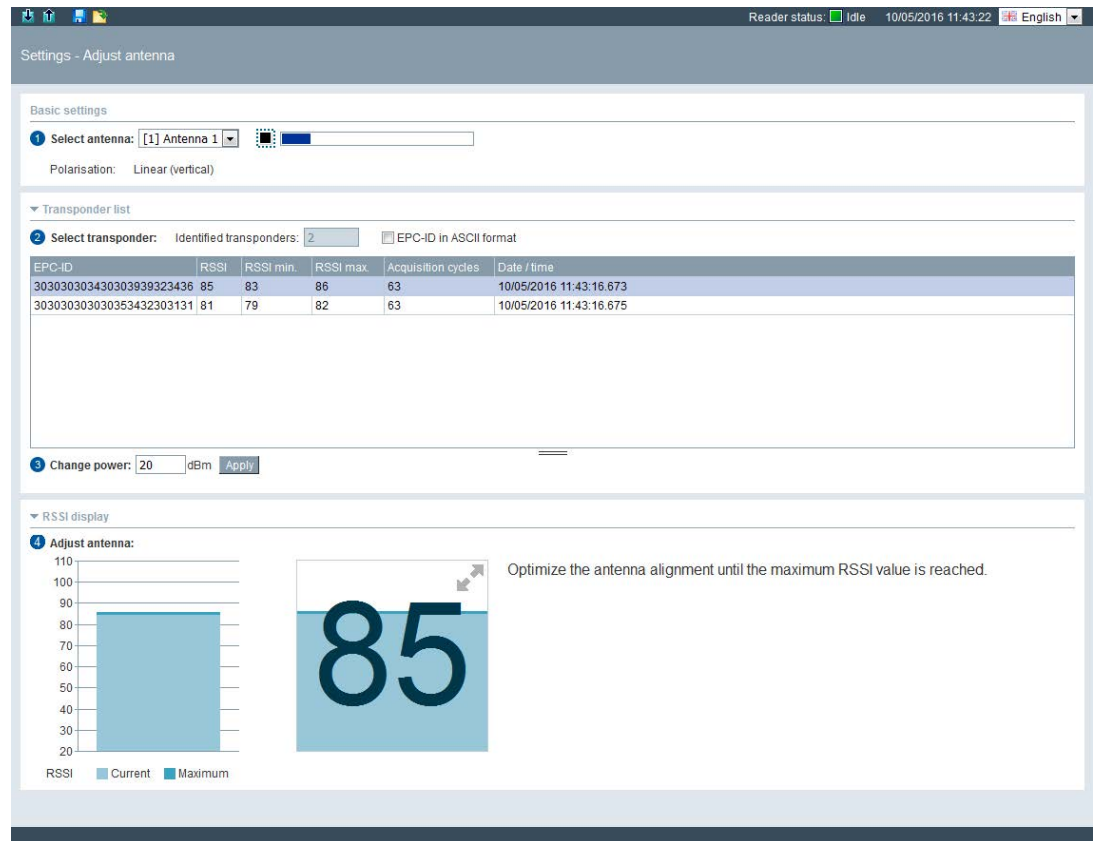 Reader status: Idle 10/05/2016 11:43:22 English
Settings - Adjust antenna
Basic settings
1 Select antenna: [1] Antenna 1
Polarisation: Linear (vertical)
Transponder list
2 Select transponder: Identified transponders: 2 EPC-ID in ASCII format
EPC-ID RSSI RSSI min. RSSI max. Acquisition cycles Date / time
303030303430303939323436 85 83 86 63 10/05/2016 11:43:16.673
303030303030353432303131 81 79 82 63 10/05/2016 11:43:16.675
3 Change power: 20 dBm Apply
RSSI display
4 Adjust antenna:
110
100
90
80
70
60
50
40
30
20
RSSI Current Maximum
85
Optimize the antenna alignment until the maximum RSSI value is reached.